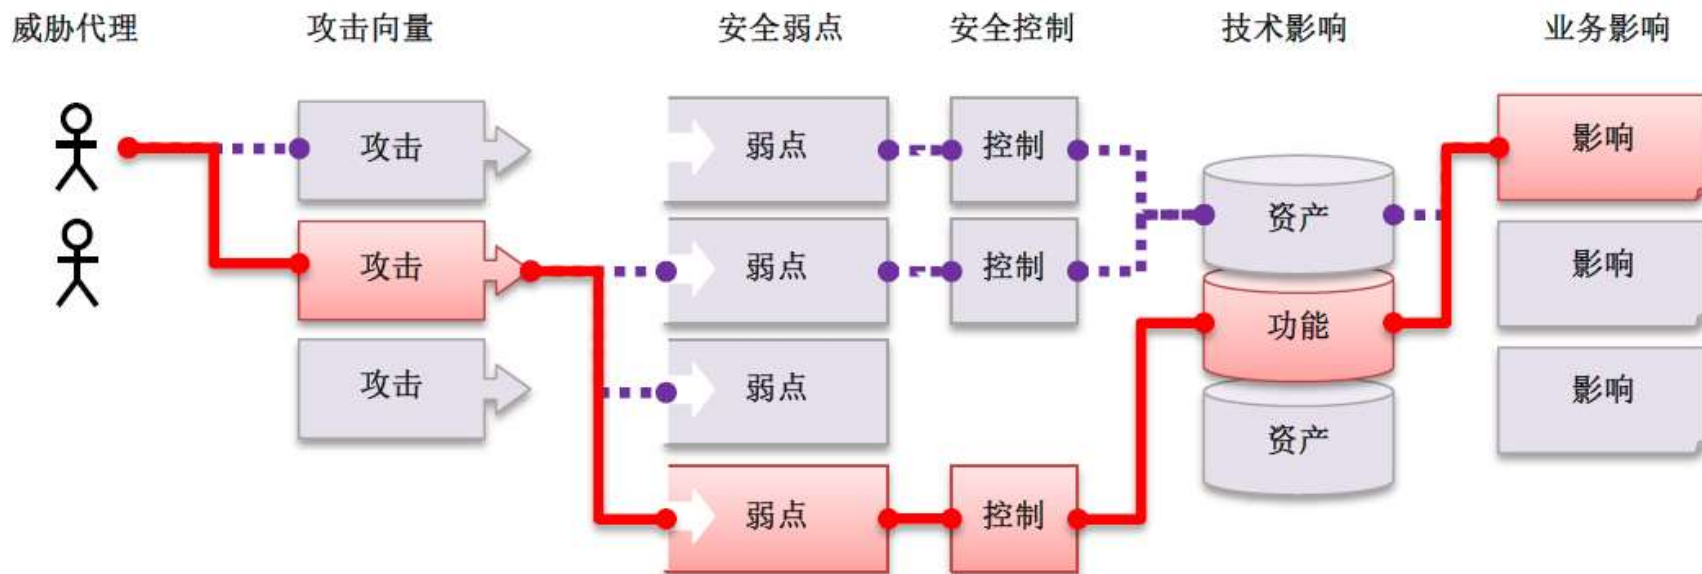 威胁代理 攻击向量 安全弱点 安全控制 技术影响 业务影响
攻击 弱点 控制 影响
资产
攻击 弱点 控制 影响
功能
攻击 弱点 影响
资产
弱点 控制